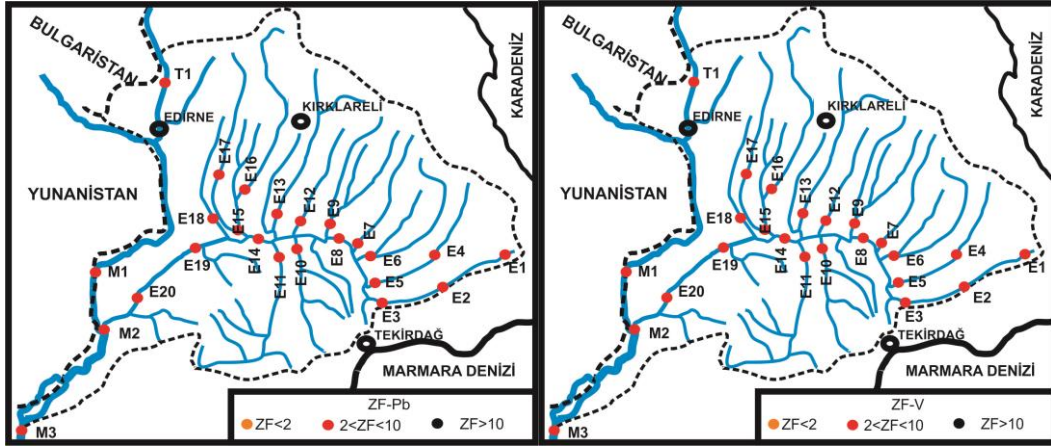 BULGARİSTAN
KARADENİZ
T1
KIRKLARELİ
EDİRNE
E17
E16
YUNANİSTAN
E13
E12
E9
E18
E15
E7
E14
E8
E6
E4
E1
E19
E10
M1
E11
E5
E2
E20
E3
M2
TEKİRDAĞ
MARMARA DENİZİ
M3
ZF-Pb
ZF<2 2<ZF<10 ZF>10
BULGARİSTAN
KARADENİZ
T1
KIRKLARELİ
EDİRNE
E17
E16
YUNANİSTAN
E13
E12
E9
E18
E15
E7
E14
E8
E6
E4
E1
E19
E10
M1
E11
E5
E2
E20
E3
M2
TEKİRDAĞ
MARMARA DENİZİ
M3
ZF-V
ZF<2 2<ZF<10 ZF>10